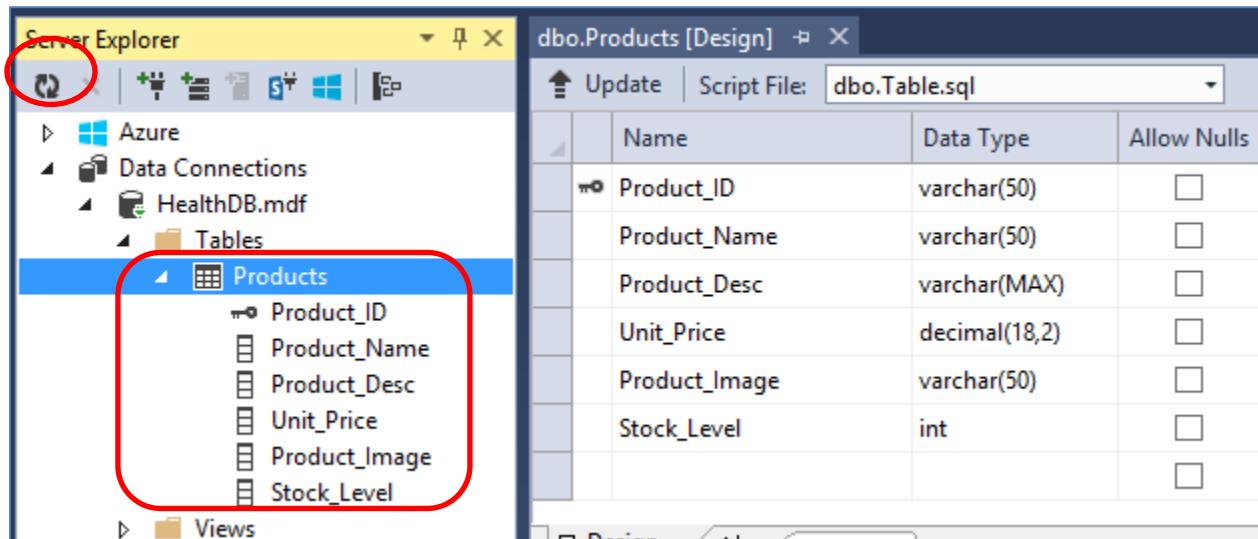 Server Explorer
Azure
Data Connections
HealthDB.mdf
Tables
Products
Product_ID
Product_Name
Product_Desc
Unit_Price
Product_Image
Stock_Level
Views
dbo.Products [Design]
Update Script File: dbo.Table.sql
Name Data Type Allow Nulls
Product_ID varchar(50)
Product_Name varchar(50)
Product_Desc varchar(MAX)
Unit_Price decimal(18,2)
Product_Image varchar(50)
Stock_Level int
Design